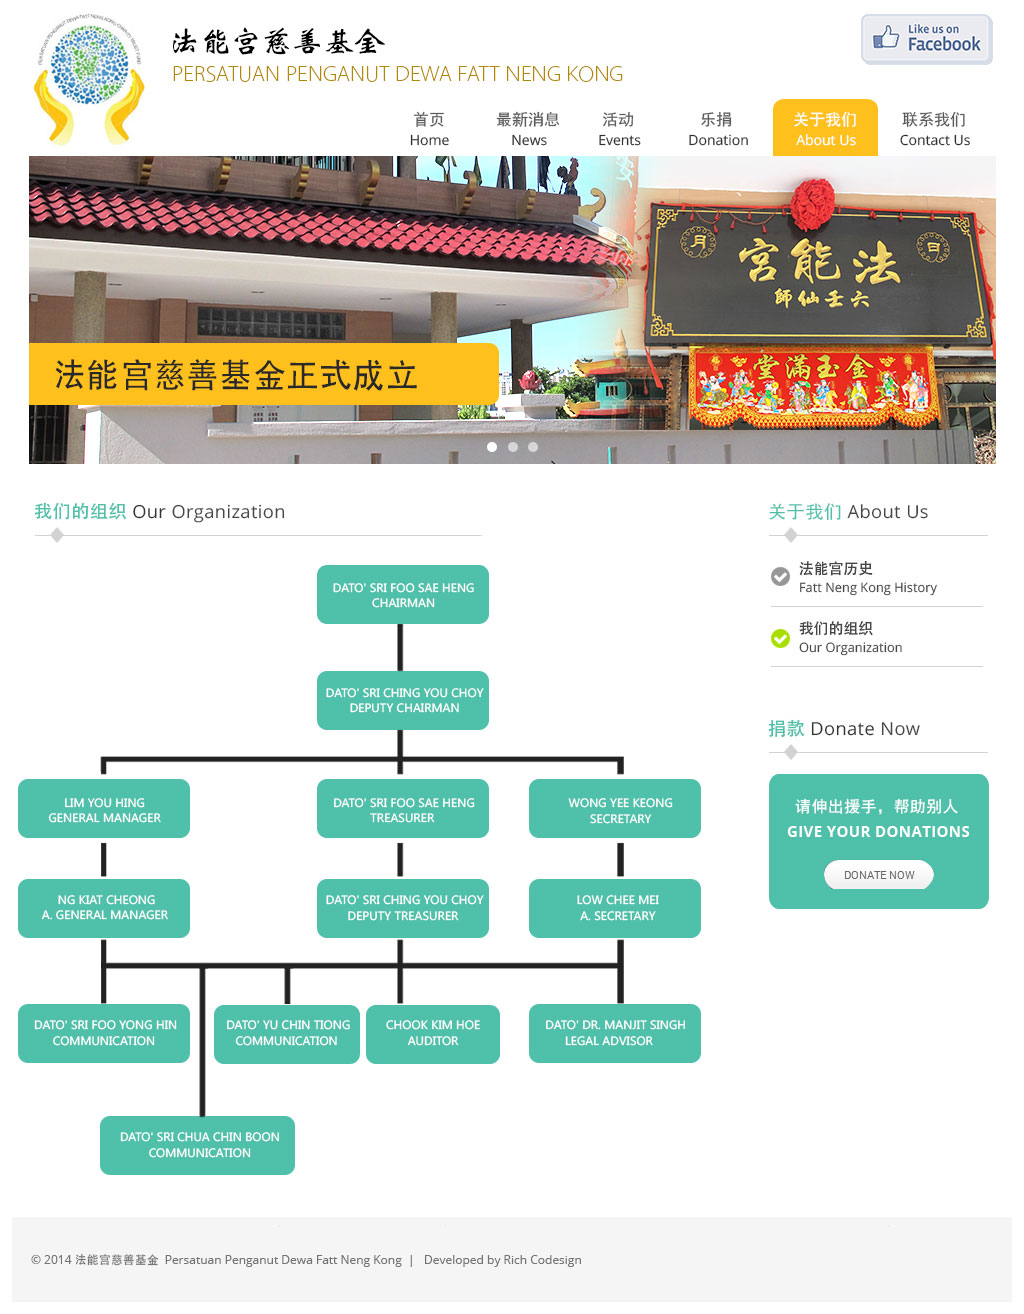 法能宫慈善基金
PERSATUAN PENGANUT DEWA FATT NENG KONG
Like us on
Facebook
首页 最新消息 活动 乐捐 关于我们 联系我们
Home News Events Donation About Us Contact Us
安
月 宮能法 日
師仙壬六
堂滿玉金
法能宫慈善基金正式成立
我们的组织 Our Organization
DATO' SRI FOO SAE HENG
CHAIRMAN
DATO' SRI CHING YOU CHOY
DEPUTY CHAIRMAN
LIM YOU HING
GENERAL MANAGER
DATO' SRI FOO SAE HENG
TREASURER
WONG YEE KEONG
SECRETARY
NG KIAT CHEONG
A. GENERAL MANAGER
DATO' SRI CHING YOU CHOY
DEPUTY TREASURER
LOW CHEE MEI
A. SECRETARY
DATO' SRI FOO YONG HIN
COMMUNICATION
DATO' YU CHIN TIONG
COMMUNICATION
CHOOK KIM HOE
AUDITOR
DATO' DR. MANJIT SINGH
LEGAL ADVISOR
DATO' SRI CHUA CHIN BOON
COMMUNICATION
关于我们 About Us
法能宫历史
Fatt Neng Kong History
我们的组织
Our Organization
捐款 Donate Now
请伸出援手，帮助别人
GIVE YOUR DONATIONS
DONATE NOW
© 2014 法能宫慈善基金 Persatuan Penganut Dewa Fatt Neng Kong | Developed by Rich Codesign